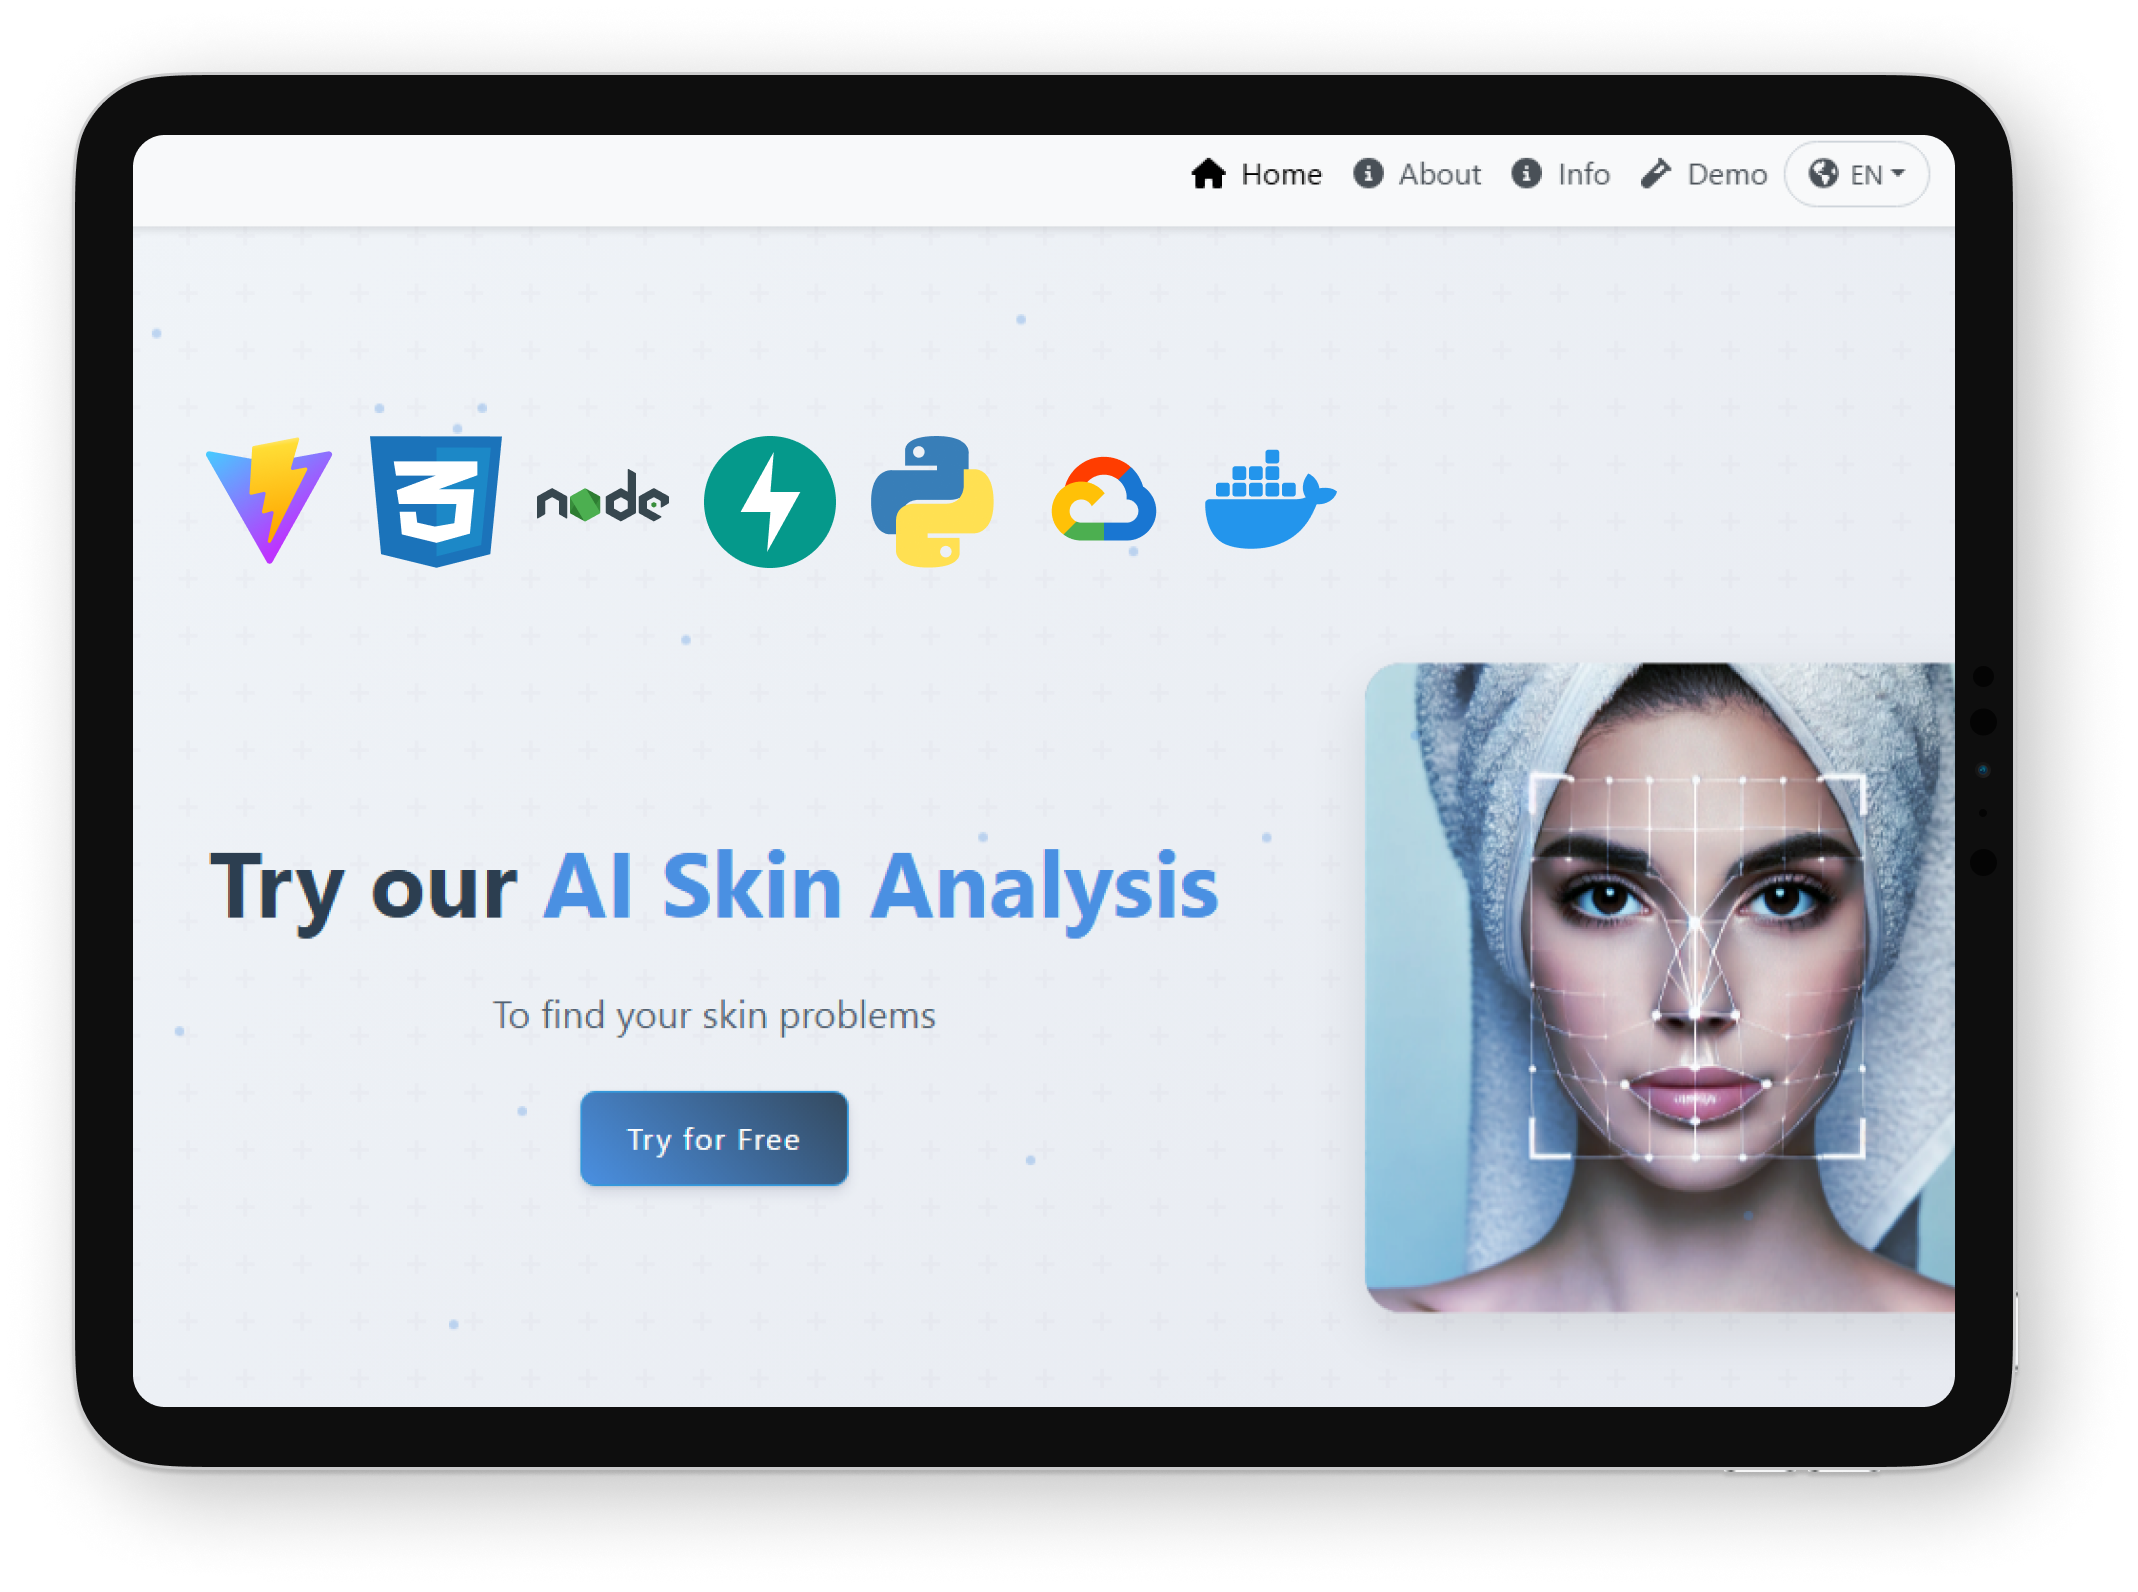 Home About Info Demo EN
3
node
Try our AI Skin Analysis
To find your skin problems
Try for Free